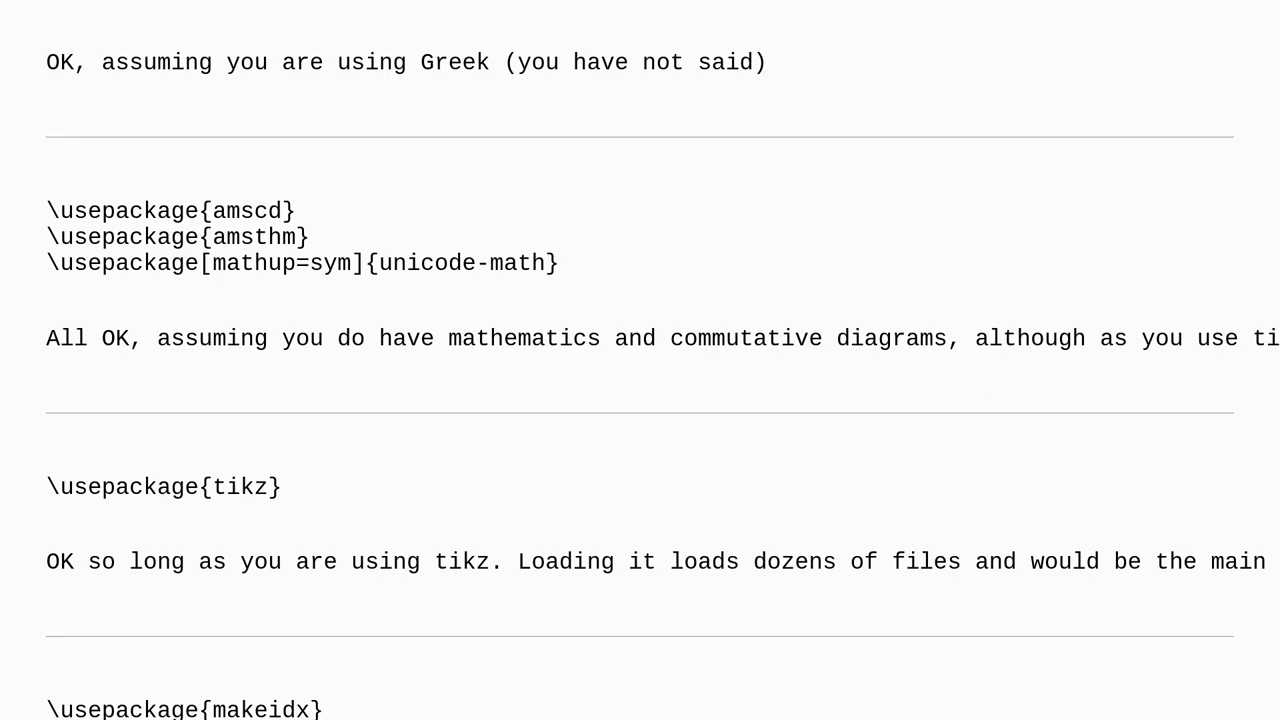 OK, assuming you are using Greek (you have not said)
\usepackage{amscd}
\usepackage{amsthm}
\usepackage[mathup=sym]{unicode-math}
All OK, assuming you do have mathematics and commutative diagrams, although as you use
\usepackage{tikz}
OK so long as you are using tikz. Loading it loads dozens of files and would be the main
\usepackage{makeidx}